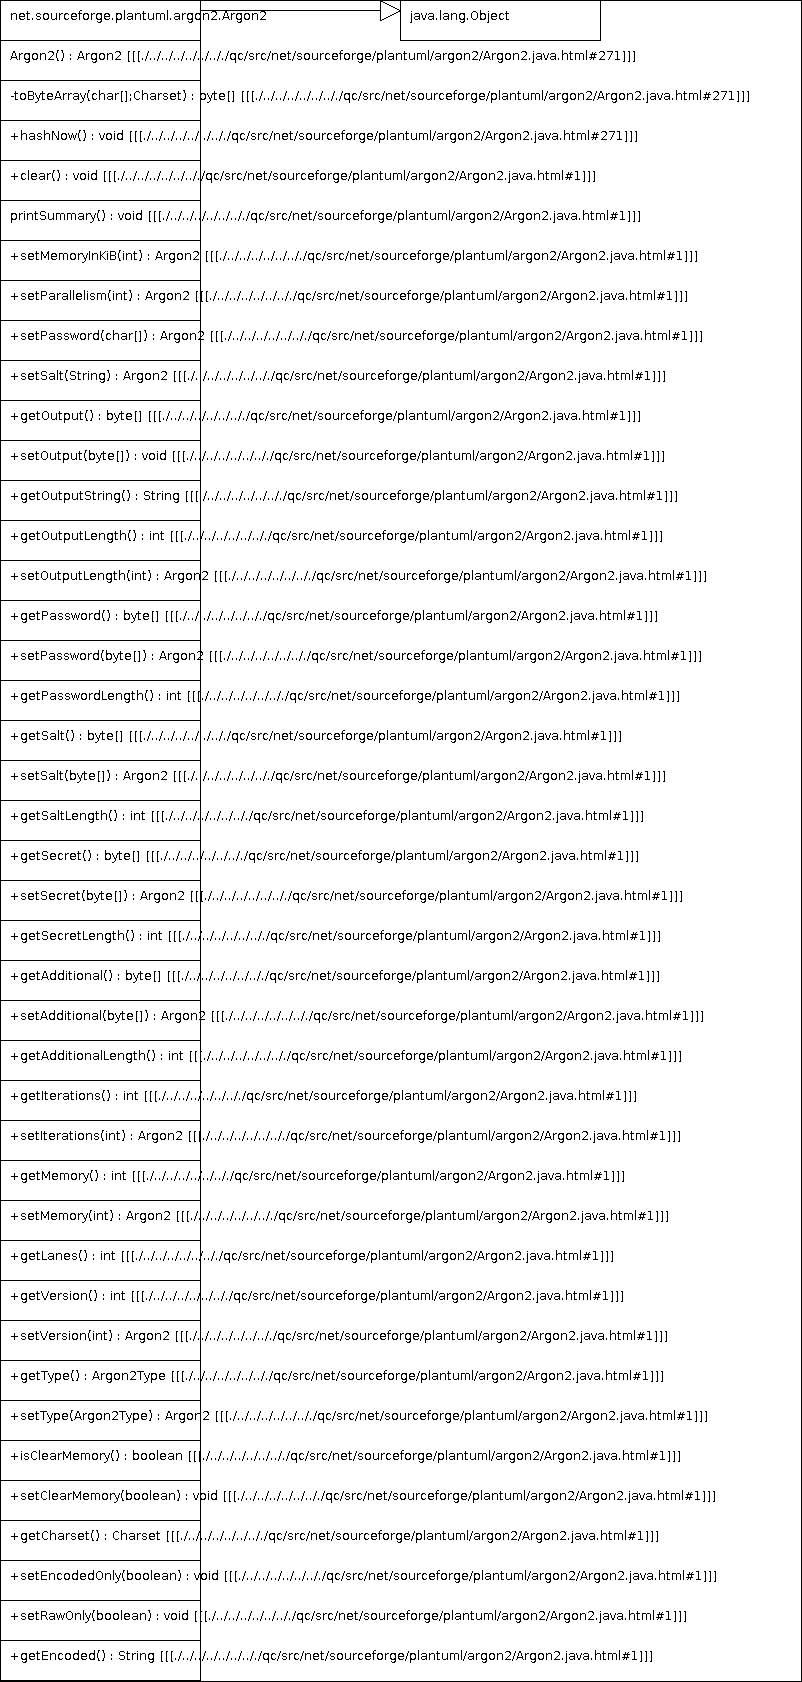 net.sourceforge.plantuml.argon2.Argon2
java.lang.Object
Argon2() : Argon2 [[[./../../../../../../../qc/src/net/sourceforge/plantuml/argon2/Argon2.java.html#271]]]
-toByteArray(char[];Charset) : byte[] [[[./../../../../../../../qc/src/net/sourceforge/plantuml/argon2/Argon2.java.html#271]]]
+hashNow() : void [[[./../../../../../../../qc/src/net/sourceforge/plantuml/argon2/Argon2.java.html#271]]]
+clear() : void [[[./../../../../../../../qc/src/net/sourceforge/plantuml/argon2/Argon2.java.html#1]]]
printSummary() : void [[[./../../../../../../../qc/src/net/sourceforge/plantuml/argon2/Argon2.java.html#1]]]
+setMemoryInKiB(int) : Argon2 [[[./../../../../../../../qc/src/net/sourceforge/plantuml/argon2/Argon2.java.html#1]]]
+setParallelism(int) : Argon2 [[[./../../../../../../../qc/src/net/sourceforge/plantuml/argon2/Argon2.java.html#1]]]
+setPassword(char[]) : Argon2 [[[./../../../../../../../qc/src/net/sourceforge/plantuml/argon2/Argon2.java.html#1]]]
+setSalt(String) : Argon2 [[[./../../../../../../../qc/src/net/sourceforge/plantuml/argon2/Argon2.java.html#1]]]
+getOutput() : byte[] [[[./../../../../../../../qc/src/net/sourceforge/plantuml/argon2/Argon2.java.html#1]]]
+setOutput(byte[]) : void [[[./../../../../../../../qc/src/net/sourceforge/plantuml/argon2/Argon2.java.html#1]]]
+getOutputString() : String [[[./../../../../../../../qc/src/net/sourceforge/plantuml/argon2/Argon2.java.html#1]]]
+getOutputLength() : int [[[./../../../../../../../qc/src/net/sourceforge/plantuml/argon2/Argon2.java.html#1]]]
+setOutputLength(int) : Argon2 [[[./../../../../../../../qc/src/net/sourceforge/plantuml/argon2/Argon2.java.html#1]]]
+getPassword() : byte[] [[[./../../../../../../../qc/src/net/sourceforge/plantuml/argon2/Argon2.java.html#1]]]
+setPassword(byte[]) : Argon2 [[[./../../../../../../../qc/src/net/sourceforge/plantuml/argon2/Argon2.java.html#1]]]
+getPasswordLength() : int [[[./../../../../../../../qc/src/net/sourceforge/plantuml/argon2/Argon2.java.html#1]]]
+getSalt() : byte[] [[[./../../../../../../../qc/src/net/sourceforge/plantuml/argon2/Argon2.java.html#1]]]
+setSalt(byte[]) : Argon2 [[[./../../../../../../../qc/src/net/sourceforge/plantuml/argon2/Argon2.java.html#1]]]
+getSaltLength() : int [[[./../../../../../../../qc/src/net/sourceforge/plantuml/argon2/Argon2.java.html#1]]]
+getSecret() : byte[] [[[./../../../../../../../qc/src/net/sourceforge/plantuml/argon2/Argon2.java.html#1]]]
+setSecret(byte[]) : Argon2 [[[./../../../../../../../qc/src/net/sourceforge/plantuml/argon2/Argon2.java.html#1]]]
+getSecretLength() : int [[[./../../../../../../../qc/src/net/sourceforge/plantuml/argon2/Argon2.java.html#1]]]
+getAdditional() : byte[] [[[./../../../../../../../qc/src/net/sourceforge/plantuml/argon2/Argon2.java.html#1]]]
+setAdditional(byte[]) : Argon2 [[[./../../../../../../../qc/src/net/sourceforge/plantuml/argon2/Argon2.java.html#1]]]
+getAdditionalLength() : int [[[./../../../../../../../qc/src/net/sourceforge/plantuml/argon2/Argon2.java.html#1]]]
+getIterations() : int [[[./../../../../../../../qc/src/net/sourceforge/plantuml/argon2/Argon2.java.html#1]]]
+setIterations(int) : Argon2 [[[./../../../../../../../qc/src/net/sourceforge/plantuml/argon2/Argon2.java.html#1]]]
+getMemory() : int [[[./../../../../../../../qc/src/net/sourceforge/plantuml/argon2/Argon2.java.html#1]]]
+setMemory(int) : Argon2 [[[./../../../../../../../qc/src/net/sourceforge/plantuml/argon2/Argon2.java.html#1]]]
+getLanes() : int [[[./../../../../../../../qc/src/net/sourceforge/plantuml/argon2/Argon2.java.html#1]]]
+getVersion() : int [[[./../../../../../../../qc/src/net/sourceforge/plantuml/argon2/Argon2.java.html#1]]]
+setVersion(int) : Argon2 [[[./../../../../../../../qc/src/net/sourceforge/plantuml/argon2/Argon2.java.html#1]]]
+getType() : Argon2Type [[[./../../../../../../../qc/src/net/sourceforge/plantuml/argon2/Argon2.java.html#1]]]
+setType(Argon2Type) : Argon2 [[[./../../../../../../../qc/src/net/sourceforge/plantuml/argon2/Argon2.java.html#1]]]
+isClearMemory() : boolean [[[./../../../../../../../qc/src/net/sourceforge/plantuml/argon2/Argon2.java.html#1]]]
+setClearMemory(boolean) : void [[[./../../../../../../../qc/src/net/sourceforge/plantuml/argon2/Argon2.java.html#1]]]
+getCharset() : Charset [[[./../../../../../../../qc/src/net/sourceforge/plantuml/argon2/Argon2.java.html#1]]]
+setEncodedOnly(boolean) : void [[[./../../../../../../../qc/src/net/sourceforge/plantuml/argon2/Argon2.java.html#1]]]
+setRawOnly(boolean) : void [[[./../../../../../../../qc/src/net/sourceforge/plantuml/argon2/Argon2.java.html#1]]]
+getEncoded() : String [[[./../../../../../../../qc/src/net/sourceforge/plantuml/argon2/Argon2.java.html#1]]]